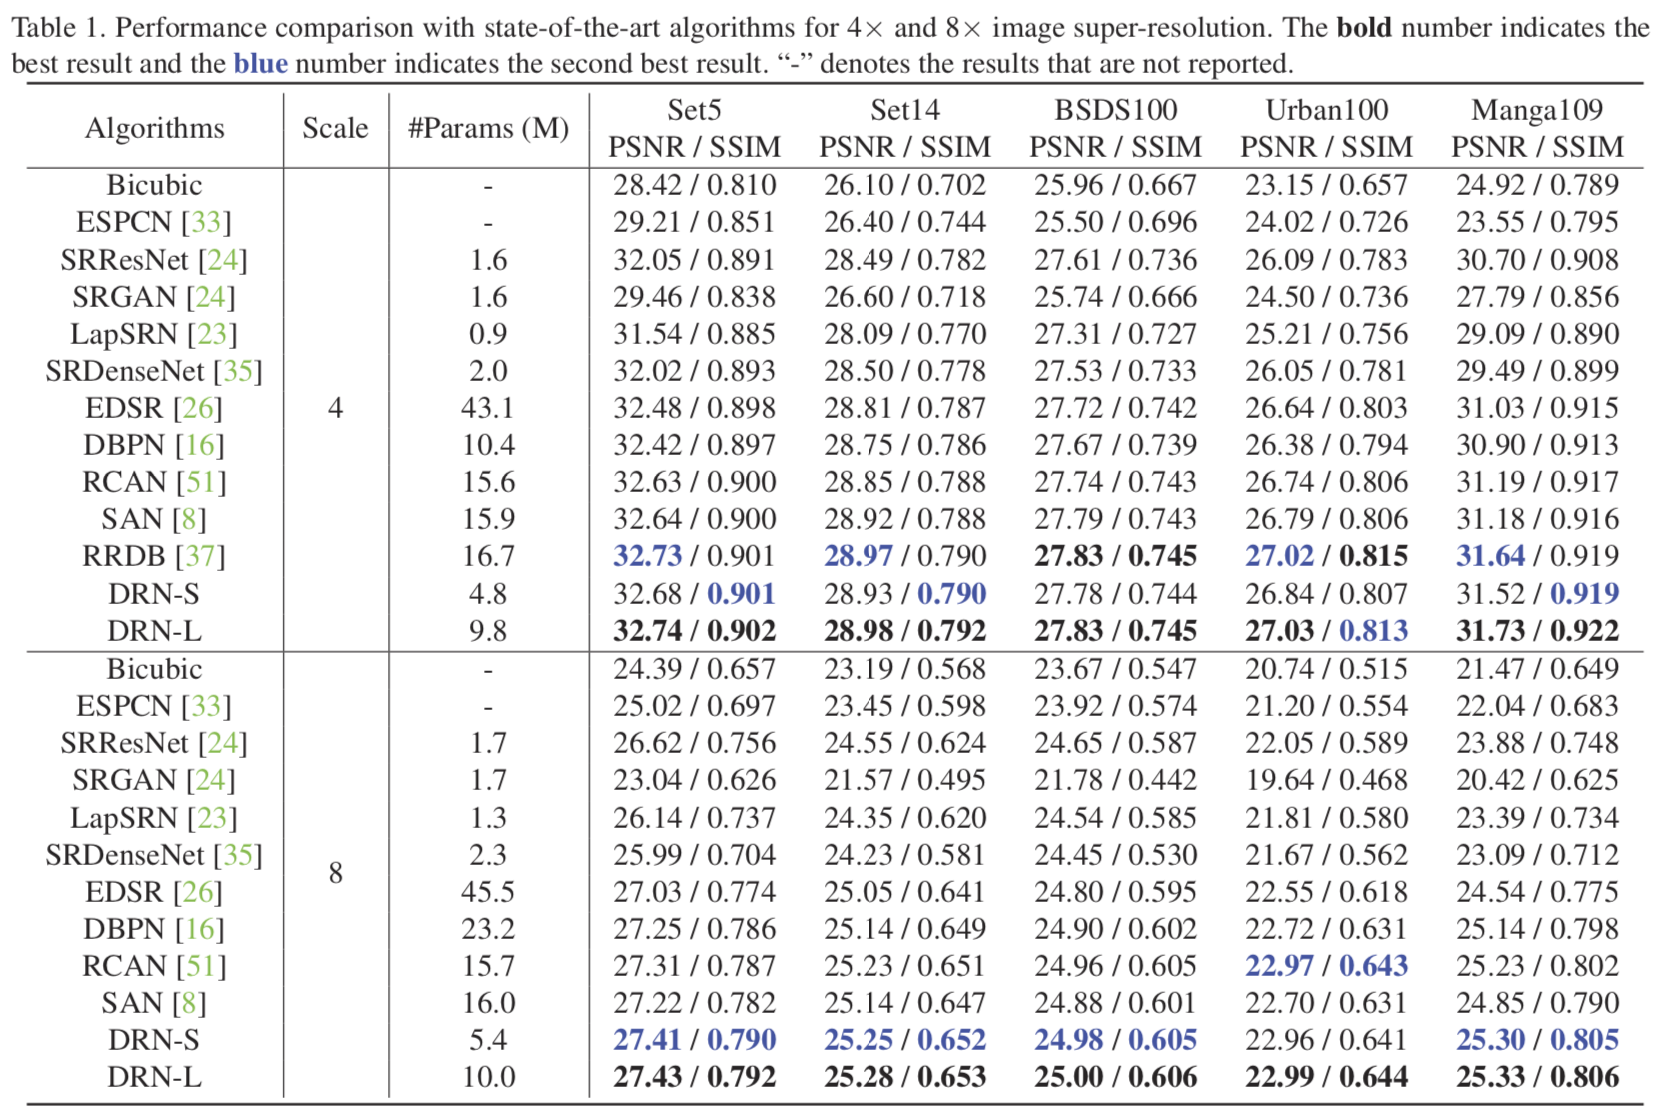 Table 1. Performance comparison with state-of-the-art algorithms for 4× and 8× image super-resolution. The bold number indicates the
best result and the blue number indicates the second best result. “-” denotes the results that are not reported.
Algorithms Scale #Params (M) Set5 Set14 BSDS100 Urban100 Manga109
PSNR / SSIM PSNR / SSIM PSNR / SSIM PSNR / SSIM PSNR / SSIM
Bicubic - 28.42 / 0.810 26.10 / 0.702 25.96 / 0.667 23.15 / 0.657 24.92 / 0.789
ESPCN [33] - 29.21 / 0.851 26.40 / 0.744 25.50 / 0.696 24.02 / 0.726 23.55 / 0.795
SRResNet [24] 1.6 32.05 / 0.891 28.49 / 0.782 27.61 / 0.736 26.09 / 0.783 30.70 / 0.908
SRGAN [24] 1.6 29.46 / 0.838 26.60 / 0.718 25.74 / 0.666 24.50 / 0.736 27.79 / 0.856
LapSRN [23] 0.9 31.54 / 0.885 28.09 / 0.770 27.31 / 0.727 25.21 / 0.756 29.09 / 0.890
SRDenseNet [35] 2.0 32.02 / 0.893 28.50 / 0.778 27.53 / 0.733 26.05 / 0.781 29.49 / 0.899
EDSR [26] 4 43.1 32.48 / 0.898 28.81 / 0.787 27.72 / 0.742 26.64 / 0.803 31.03 / 0.915
DBPN [16] 10.4 32.42 / 0.897 28.75 / 0.786 27.67 / 0.739 26.38 / 0.794 30.90 / 0.913
RCAN [51] 15.6 32.63 / 0.900 28.85 / 0.788 27.74 / 0.743 26.74 / 0.806 31.19 / 0.917
SAN [8] 15.9 32.64 / 0.900 28.92 / 0.788 27.79 / 0.743 26.79 / 0.806 31.18 / 0.916
RRDB [37] 16.7 32.73 / 0.901 28.97 / 0.790 27.83 / 0.745 27.02 / 0.815 31.64 / 0.919
DRN-S 4.8 32.68 / 0.901 28.93 / 0.790 27.78 / 0.744 26.84 / 0.807 31.52 / 0.919
DRN-L 9.8 32.74 / 0.902 28.98 / 0.792 27.83 / 0.745 27.03 / 0.813 31.73 / 0.922
Bicubic - 24.39 / 0.657 23.19 / 0.568 23.67 / 0.547 20.74 / 0.515 21.47 / 0.649
ESPCN [33] - 25.02 / 0.697 23.45 / 0.598 23.92 / 0.574 21.20 / 0.554 22.04 / 0.683
SRResNet [24] 1.7 26.62 / 0.756 24.55 / 0.624 24.65 / 0.587 22.05 / 0.589 23.88 / 0.748
SRGAN [24] 1.7 23.04 / 0.626 21.57 / 0.495 21.78 / 0.442 19.64 / 0.468 20.42 / 0.625
LapSRN [23] 1.3 26.14 / 0.737 24.35 / 0.620 24.54 / 0.585 21.81 / 0.580 23.39 / 0.734
SRDenseNet [35] 2.3 25.99 / 0.704 24.23 / 0.581 24.45 / 0.530 21.67 / 0.562 23.09 / 0.712
EDSR [26] 8 45.5 27.03 / 0.774 25.05 / 0.641 24.80 / 0.595 22.55 / 0.618 24.54 / 0.775
DBPN [16] 23.2 27.25 / 0.786 25.14 / 0.649 24.90 / 0.602 22.72 / 0.631 25.14 / 0.798
RCAN [51] 15.7 27.31 / 0.787 25.23 / 0.651 24.96 / 0.605 22.97 / 0.643 25.23 / 0.802
SAN [8] 16.0 27.22 / 0.782 25.14 / 0.647 24.88 / 0.601 22.70 / 0.631 24.85 / 0.790
DRN-S 5.4 27.41 / 0.790 25.25 / 0.652 24.98 / 0.605 22.96 / 0.641 25.30 / 0.805
DRN-L 10.0 27.43 / 0.792 25.28 / 0.653 25.00 / 0.606 22.99 / 0.644 25.33 / 0.806